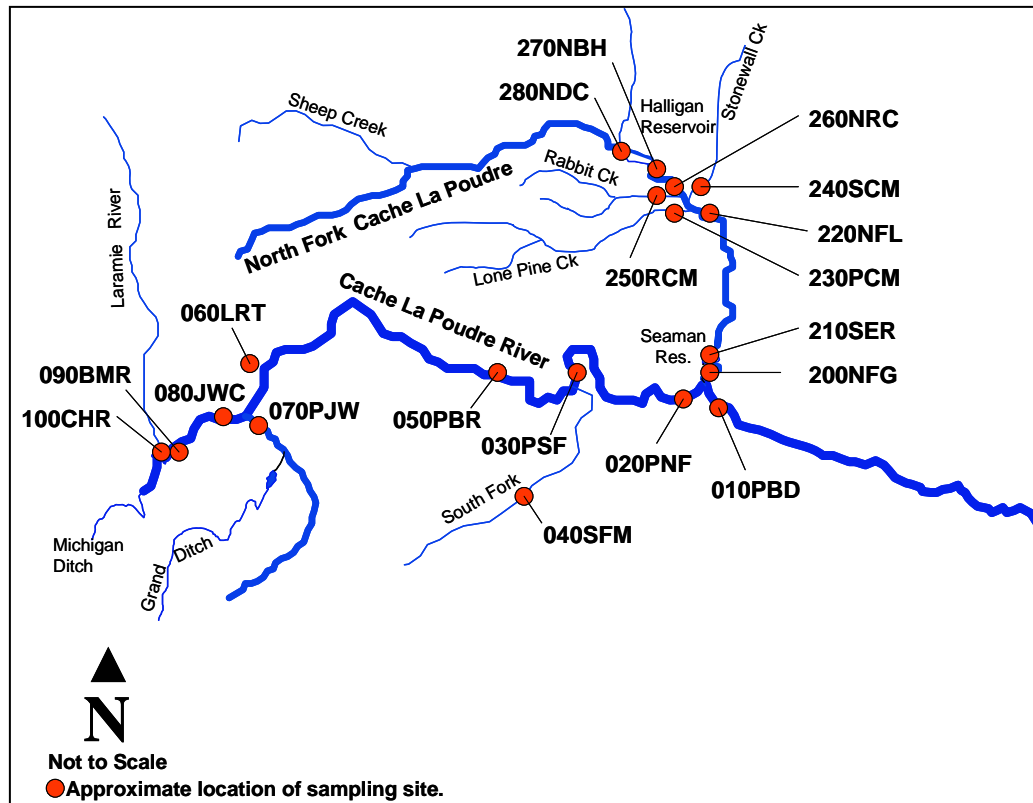 270NBH
Stonewall Ck
280NDC
Halligan
Reservoir
Sheep Creek
260NRC
Rabbit Ck
240SCM
North Fork Cache La Poudre
220NFL
Laramie River
Lone Pine Ck
250RCM
230PCM
Cache La Poudre River
060LRT
210SER
Seaman
Res.
090BMR
080JWC
200NFG
100CHR
070PJW
050PBR
030PSF
020PNF
010PBD
South Fork
040SFM
Michigan
Ditch
Grand Ditch
N
Not to Scale
Approximate location of sampling site.